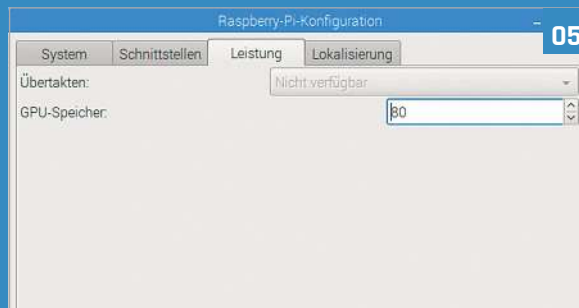 Raspberry-Pi-Konfiguration
05
System Schnittstellen Leistung Lokalisierung
Übertakten: Nicht verfügbar
GPU-Speicher: 80